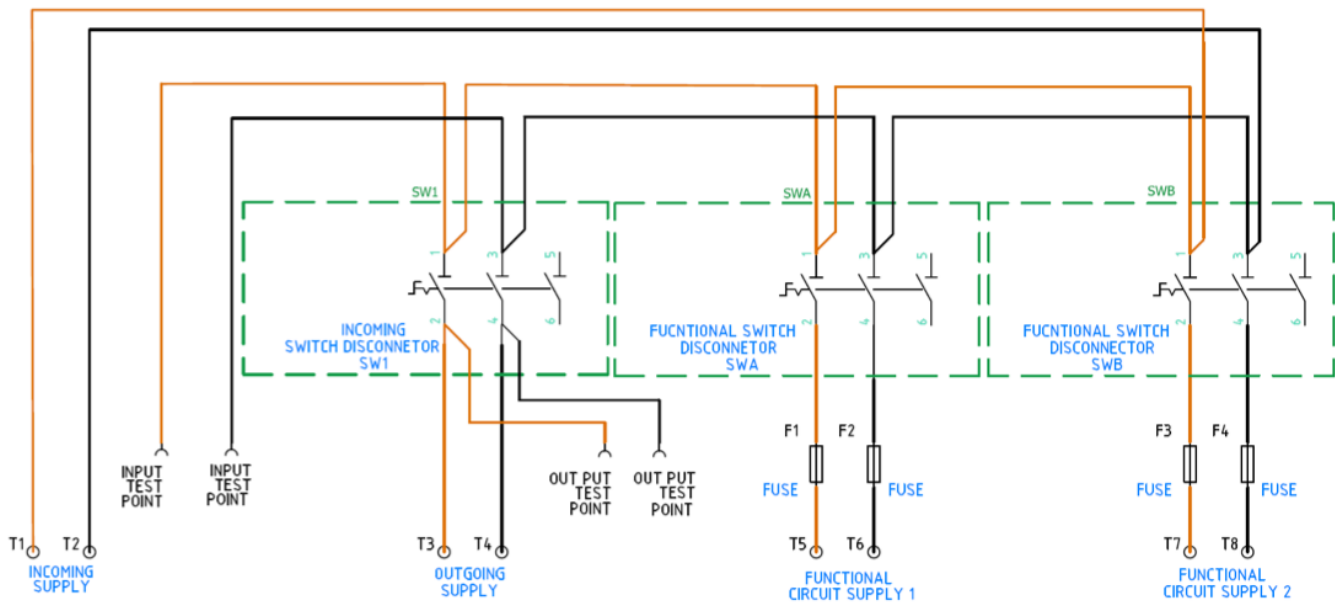 SW1
SWA
SWB
1
3
5
1
3
5
1
3
5
2
4
6
2
4
6
2
4
6
INCOMING
SWITCH DISCONNETOR
SW1
FUCNTIONAL SWITCH
DISCONNETOR
SWA
FUCNTIONAL SWITCH
DISCONNECTOR
SWB
F1
F2
F3
F4
INPUT
TEST
POINT
INPUT
TEST
POINT
OUT PUT
TEST
POINT
OUT PUT
TEST
POINT
FUSE
FUSE
FUSE
FUSE
T1
T2
T3
T4
T5
T6
T7
T8
INCOMING
SUPPLY
OUTGOING
SUPPLY
FUNCTIONAL
CIRCUIT SUPPLY 1
FUNCTIONAL
CIRCUIT SUPPLY 2